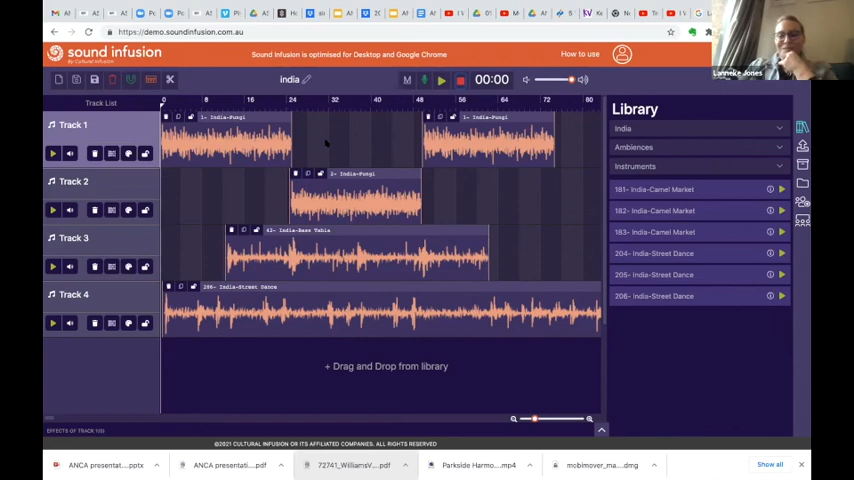 https://demo.soundinfusion.com.au
sound infusion
By Cultural Infusion
Sound Infusion is optimised for Desktop and Google Chrome
How to use
Lanneke Jones
india
M
00:00
Track List
0 8 16 24 32 40 48 56 64 72 80
Track 1
1- India-Pungi
1- India-Pungi
Track 2
2- India-Pungi
Track 3
43- India-Bass Tabla
Track 4
206- India-Street Dance
+ Drag and Drop from library
Library
India
Ambiences
Instruments
181- India-Camel Market
182- India-Camel Market
183- India-Camel Market
204- India-Street Dance
205- India-Street Dance
206- India-Street Dance
EFFECTS OF TRACK 1(0)
©2021 CULTURAL INFUSION OR ITS AFFILIATED COMPANIES. ALL RIGHTS RESERVED
ANCA presentat....pptx
ANCA presentati....pdf
72741_WilliamsV....pdf
Parkside Harmo....mp4
mobimover_ma....dmg
Show all